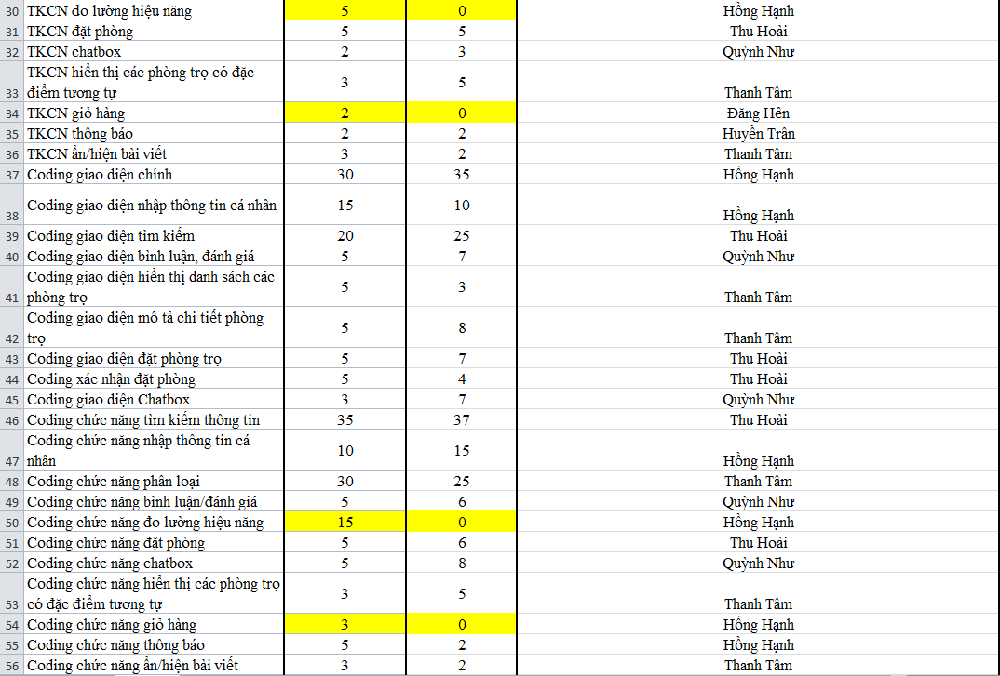 30 TKCN đo lường hiệu năng 5 0 Hồng Hạnh
31 TKCN đặt phòng 5 5 Thu Hoài
32 TKCN chatbox 2 3 Quỳnh Như
TKCN hiển thị các phòng trọ có đặc
33 điểm tương tự 3 5 Thanh Tâm
34 TKCN giỏ hàng 2 0 Đăng Hên
35 TKCN thông báo 2 2 Huyền Trân
36 TKCN ẩn/hiện bài viết 3 2 Thanh Tâm
37 Coding giao diện chính 30 35 Hồng Hạnh
38 Coding giao diện nhập thông tin cá nhân 15 10 Hồng Hạnh
39 Coding giao diện tìm kiếm 20 25 Thu Hoài
40 Coding giao diện bình luận, đánh giá 5 7 Quỳnh Như
Coding giao diện hiển thị danh sách các
41 phòng trọ 5 3 Thanh Tâm
Coding giao diện mô tả chi tiết phòng
42 trọ 5 8 Thanh Tâm
43 Coding giao diện đặt phòng trọ 5 7 Thu Hoài
44 Coding xác nhận đặt phòng 5 4 Thu Hoài
45 Coding giao diện Chatbox 3 7 Quỳnh Như
46 Coding chức năng tìm kiếm thông tin 35 37 Thu Hoài
Coding chức năng nhập thông tin cá
47 nhân 10 15 Hồng Hạnh
48 Coding chức năng phân loại 30 25 Thanh Tâm
49 Coding chức năng bình luận/đánh giá 5 6 Quỳnh Như
50 Coding chức năng đo lường hiệu năng 15 0 Hồng Hạnh
51 Coding chức năng đặt phòng 5 6 Thu Hoài
52 Coding chức năng chatbox 5 8 Quỳnh Như
Coding chức năng hiển thị các phòng trọ
53 có đặc điểm tương tự 3 5 Thanh Tâm
54 Coding chức năng giỏ hàng 3 0 Hồng Hạnh
55 Coding chức năng thông báo 5 2 Hồng Hạnh
56 Coding chức năng ẩn/hiện bài viết 3 2 Thanh Tâm